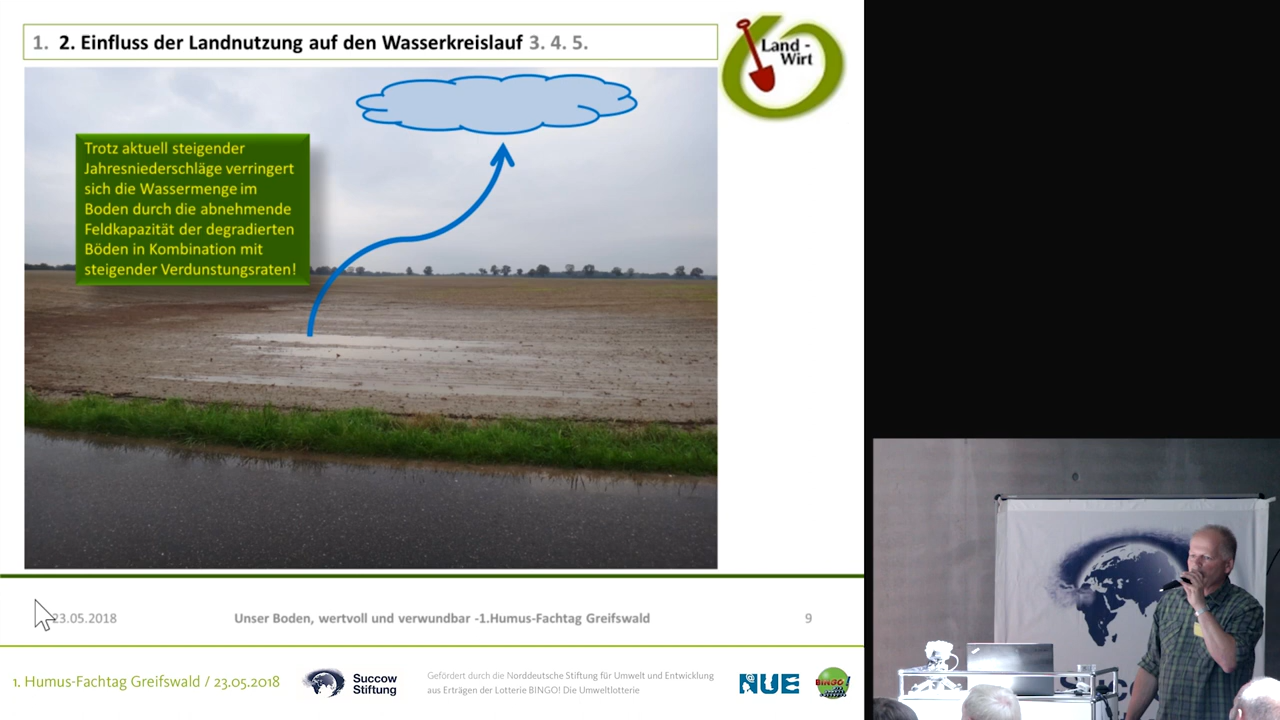 1. 2. Einfluss der Landnutzung auf den Wasserkreislauf 3. 4. 5.
Land -
Wirt
Trotz aktuell steigender
Jahresniederschläge verringert
sich die Wassermenge im
Boden durch die abnehmende
Feldkapazität der degradierten
Böden in Kombination mit
steigender Verdunstungsraten!
23.05.2018
Unser Boden, wertvoll und verwundbar -1.Humus-Fachtag Greifswald
9
1. Humus-Fachtag Greifswald / 23.05.2018
Succow
Stiftung
Gefördert durch die Norddeutsche Stiftung für Umwelt und Entwicklung
aus Erträgen der Lotterie BINGO! Die Umweltlotterie
NUE
BINGO!